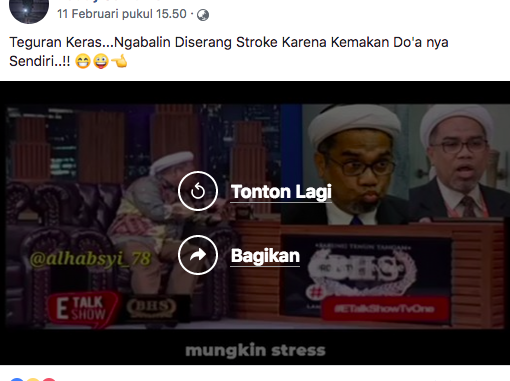 11 Februari pukul 15.50 ·
Teguran Keras...Ngabalin Diserang Stroke Karena Kemakan Do'a nya
Sendiri..!! 😁😀👈
Tonton Lagi
Bagikan
@alhabsyi_78
E TALK
SHOW
BHS
BHS
#ETalkShowTvOne
mungkin stress